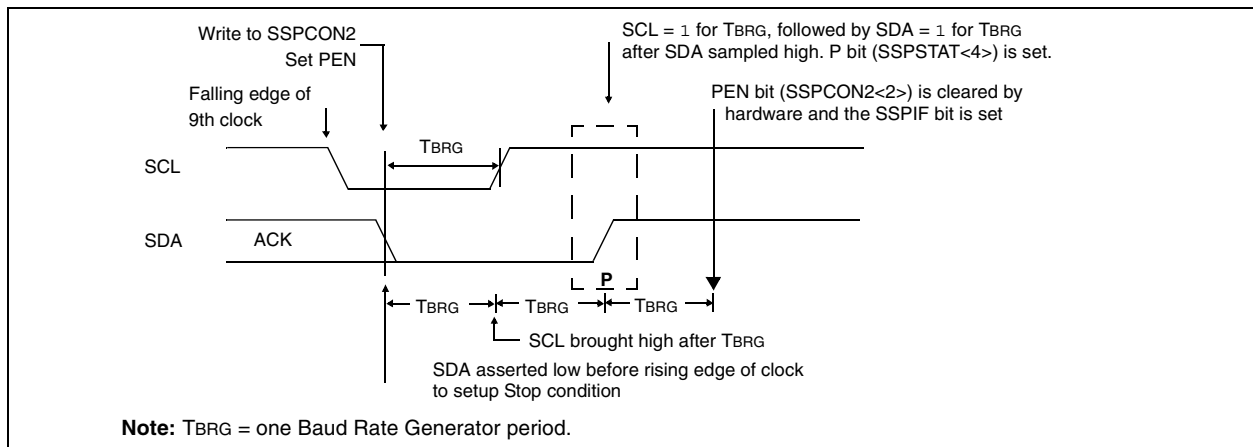 Write to SSPCON2
Set PEN
SCL = 1 for TBRG, followed by SDA = 1 for TBRG
after SDA sampled high. P bit (SSPSTAT<4>) is set.
Falling edge of
9th clock
PEN bit (SSPCON2<2>) is cleared by
hardware and the SSPIF bit is set
TBRG
SCL
SDA
ACK
P
TBRG
TBRG
TBRG
SCL brought high after TBRG
SDA asserted low before rising edge of clock
to setup Stop condition
Note: TBRG = one Baud Rate Generator period.